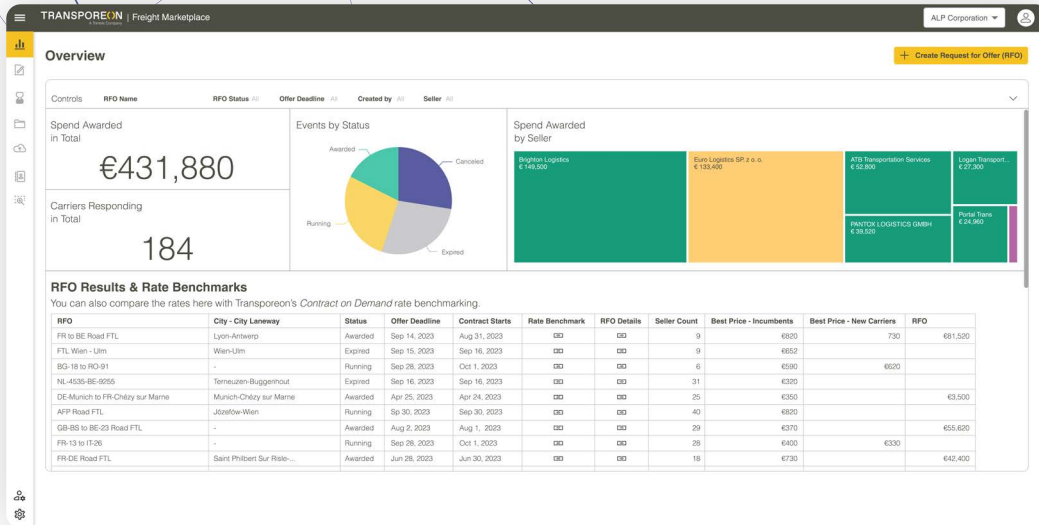 TRANSPOREON | Freight Marketplace
A Trimble Company
ALP Corporation
Overview
+ Create Request for Offer (RFO)
Controls RFO Name RFO Status All Offer Deadline All Created by All Seller All
Spend Awarded
in Total
€431,880
Carriers Responding
in Total
184
Events by Status
Awarded
Canceled
Running
Expired
Spend Awarded
by Seller
Brighton Logistics
€ 149,500
Euro Logistics SP. z o. o.
€ 133,400
ATB Transportation Services
€ 52.800
PANTOX LOGISTICS GMBH
€ 39,520
Logan Transport...
€ 27,300
Portal Trans
€ 24,960
RFO Results & Rate Benchmarks
You can also compare the rates here with Transporeon's Contract on Demand rate benchmarking.
RFO City - City Laneway Status Offer Deadline Contract Starts Rate Benchmark RFO Details Seller Count Best Price - Incumbents Best Price - New Carriers RFO
FR to BE Road FTL Lyon-Antwerp Awarded Sep 14, 2023 Aug 31, 2023 9 €820 730 €81,520
FTL Wien - Ulm Wien-Ulm Expired Sep 15, 2023 Sep 16, 2023 9 €652
BG-18 to RO-91 - Running Sep 28, 2023 Oct 1, 2023 6 €590 €620
NL-4535-BE-9255 Terneuzen-Buggenhout Expired Sep 16, 2023 Sep 16, 2023 31 €320
DE-Munich to FR-Chézy sur Marne Munich-Chézy sur Marne Awarded Apr 25, 2023 Apr 24, 2023 25 €350 €3,500
AFP Road FTL Józefów-Wien Running Sp 30, 2023 Sep 30, 2023 40 €820
GB-BS to BE-23 Road FTL - Awarded Aug 2, 2023 Aug 1, 2023 29 €370 €55,620
FR-13 to IT-26 - Running Sep 28, 2023 Oct 1, 2023 28 €400 €330
FR-DE Road FTL Saint Philbert Sur Risle-... Awarded Jun 28, 2023 Jun 30, 2023 18 €730 €42,400